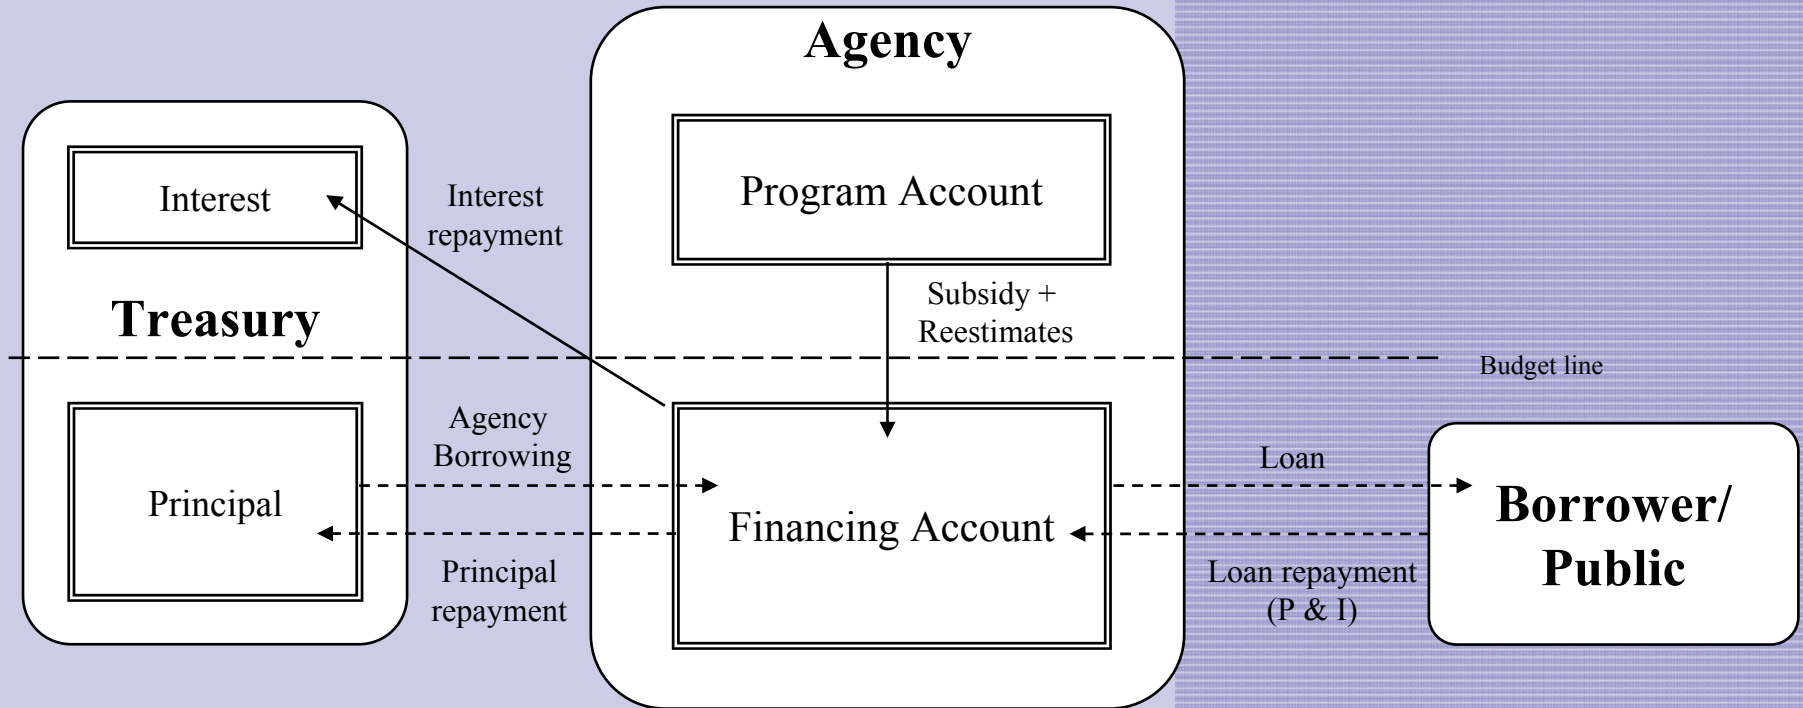 Agency
Interest
Interest
repayment
Program Account
Treasury
Subsidy +
Reestimates
Budget line
Principal
Agency
Borrowing
Principal
repayment
Financing Account
Loan
Loan repayment
(P & I)
Borrower/
Public